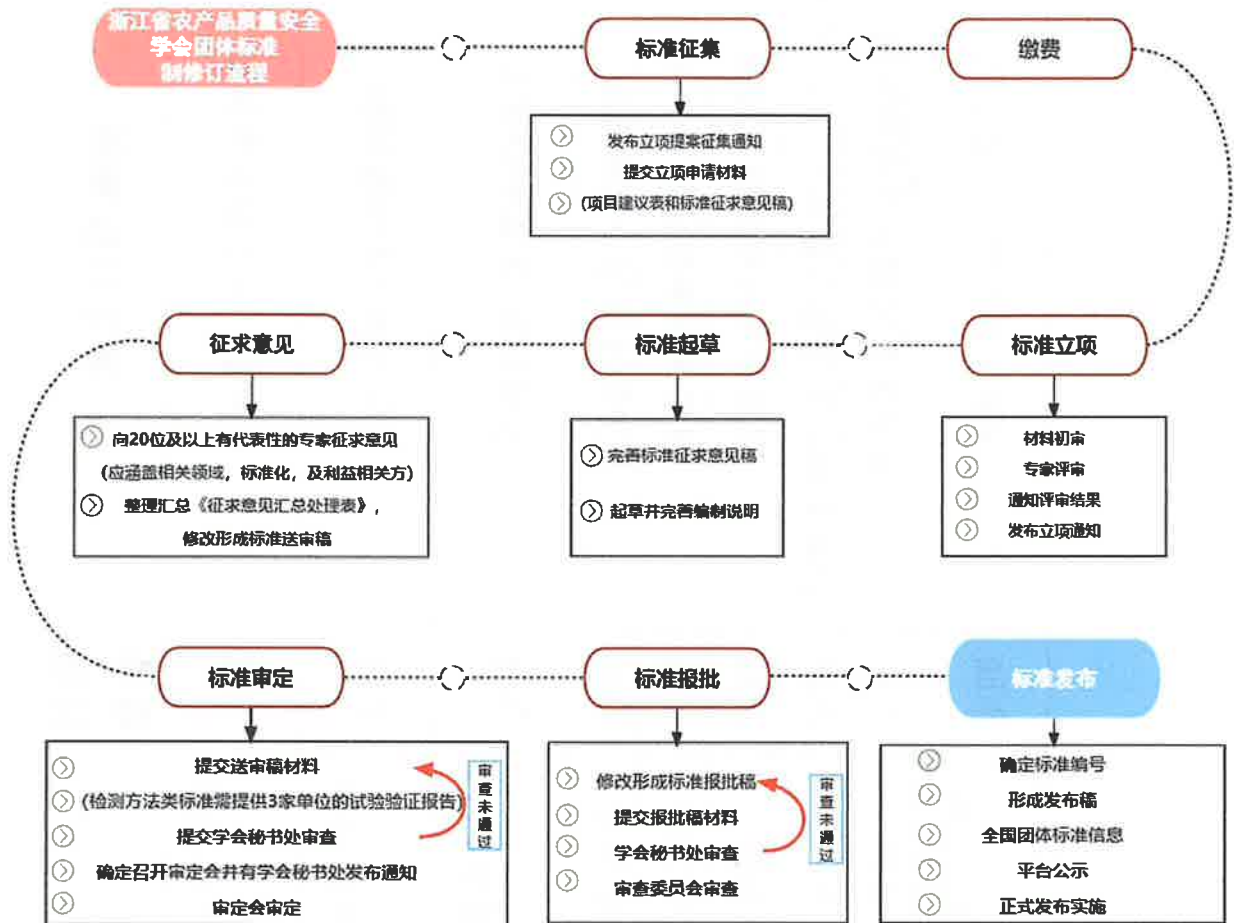 浙江省农产品质量安全
学会团体标准
制修订流程
标准征集
缴费
发布立项提案征集通知
提交立项申请材料
(项目建议表和标准征求意见稿)
征求意见
标准起草
标准立项
向20位及以上有代表性的专家征求意见
(应涵盖相关领域，标准化，及利益相关方)
整理汇总《征求意见汇总处理表》，
修改形成标准送审稿
完善标准征求意见稿
起草并完善编制说明
材料初审
专家评审
通知评审结果
发布立项通知
标准审定
标准报批
标准发布
提交送审稿材料
(检测方法类标准需提供3家单位的试验验证报告)
提交学会秘书处审查
确定召开审定会并有学会秘书处发布通知
审定会审定
审查未通过
修改形成标准报批稿
提交报批稿材料
学会秘书处审查
审查委员会审查
审查未通过
确定标准编号
形成发布稿
全国团体标准信息
平台公示
正式发布实施